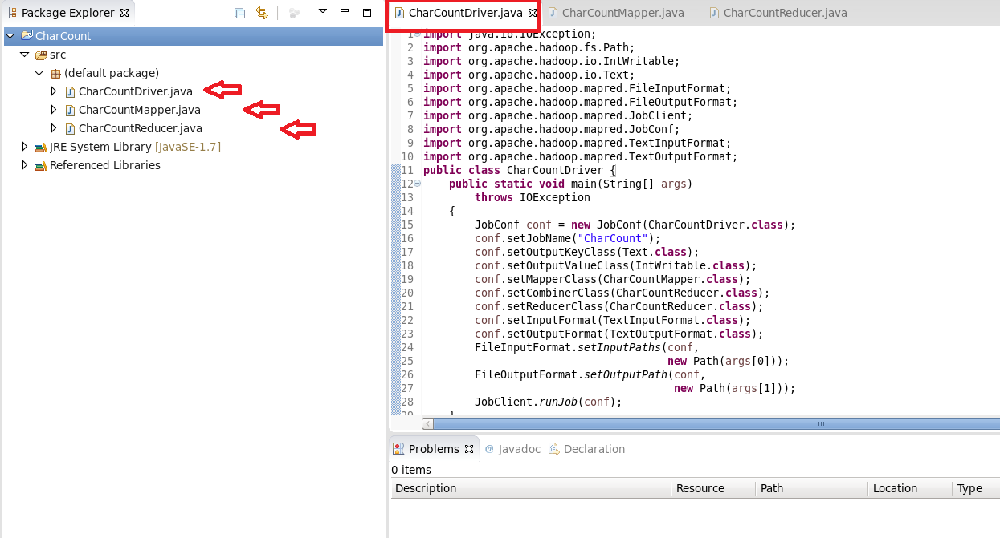 Package Explorer
CharCount
src
(default package)
CharCountDriver.java
CharCountMapper.java
CharCountReducer.java
JRE System Library [JavaSE-1.7]
Referenced Libraries
CharCountDriver.java CharCountMapper.java CharCountReducer.java
1 import java.io.IOException;
2 import org.apache.hadoop.fs.Path;
3 import org.apache.hadoop.io.IntWritable;
4 import org.apache.hadoop.io.Text;
5 import org.apache.hadoop.mapred.FileInputFormat;
6 import org.apache.hadoop.mapred.FileOutputFormat;
7 import org.apache.hadoop.mapred.JobClient;
8 import org.apache.hadoop.mapred.JobConf;
9 import org.apache.hadoop.mapred.TextInputFormat;
10 import org.apache.hadoop.mapred.TextOutputFormat;
11 public class CharCountDriver {
12     public static void main(String[] args)
13         throws IOException
14     {
15         JobConf conf = new JobConf(CharCountDriver.class);
16         conf.setJobName("CharCount");
17         conf.setOutputKeyClass(Text.class);
18         conf.setOutputValueClass(IntWritable.class);
19         conf.setMapperClass(CharCountMapper.class);
20         conf.setCombinerClass(CharCountReducer.class);
21         conf.setReducerClass(CharCountReducer.class);
22         conf.setInputFormat(TextInputFormat.class);
23         conf.setOutputFormat(TextOutputFormat.class);
24         FileInputFormat.setInputPaths(conf,
25                                       new Path(args[0]));
26         FileOutputFormat.setOutputPath(conf,
27                                        new Path(args[1]));
28         JobClient.runJob(conf);
29     }
Problems @ Javadoc Declaration
0 items
Description Resource Path Location Type